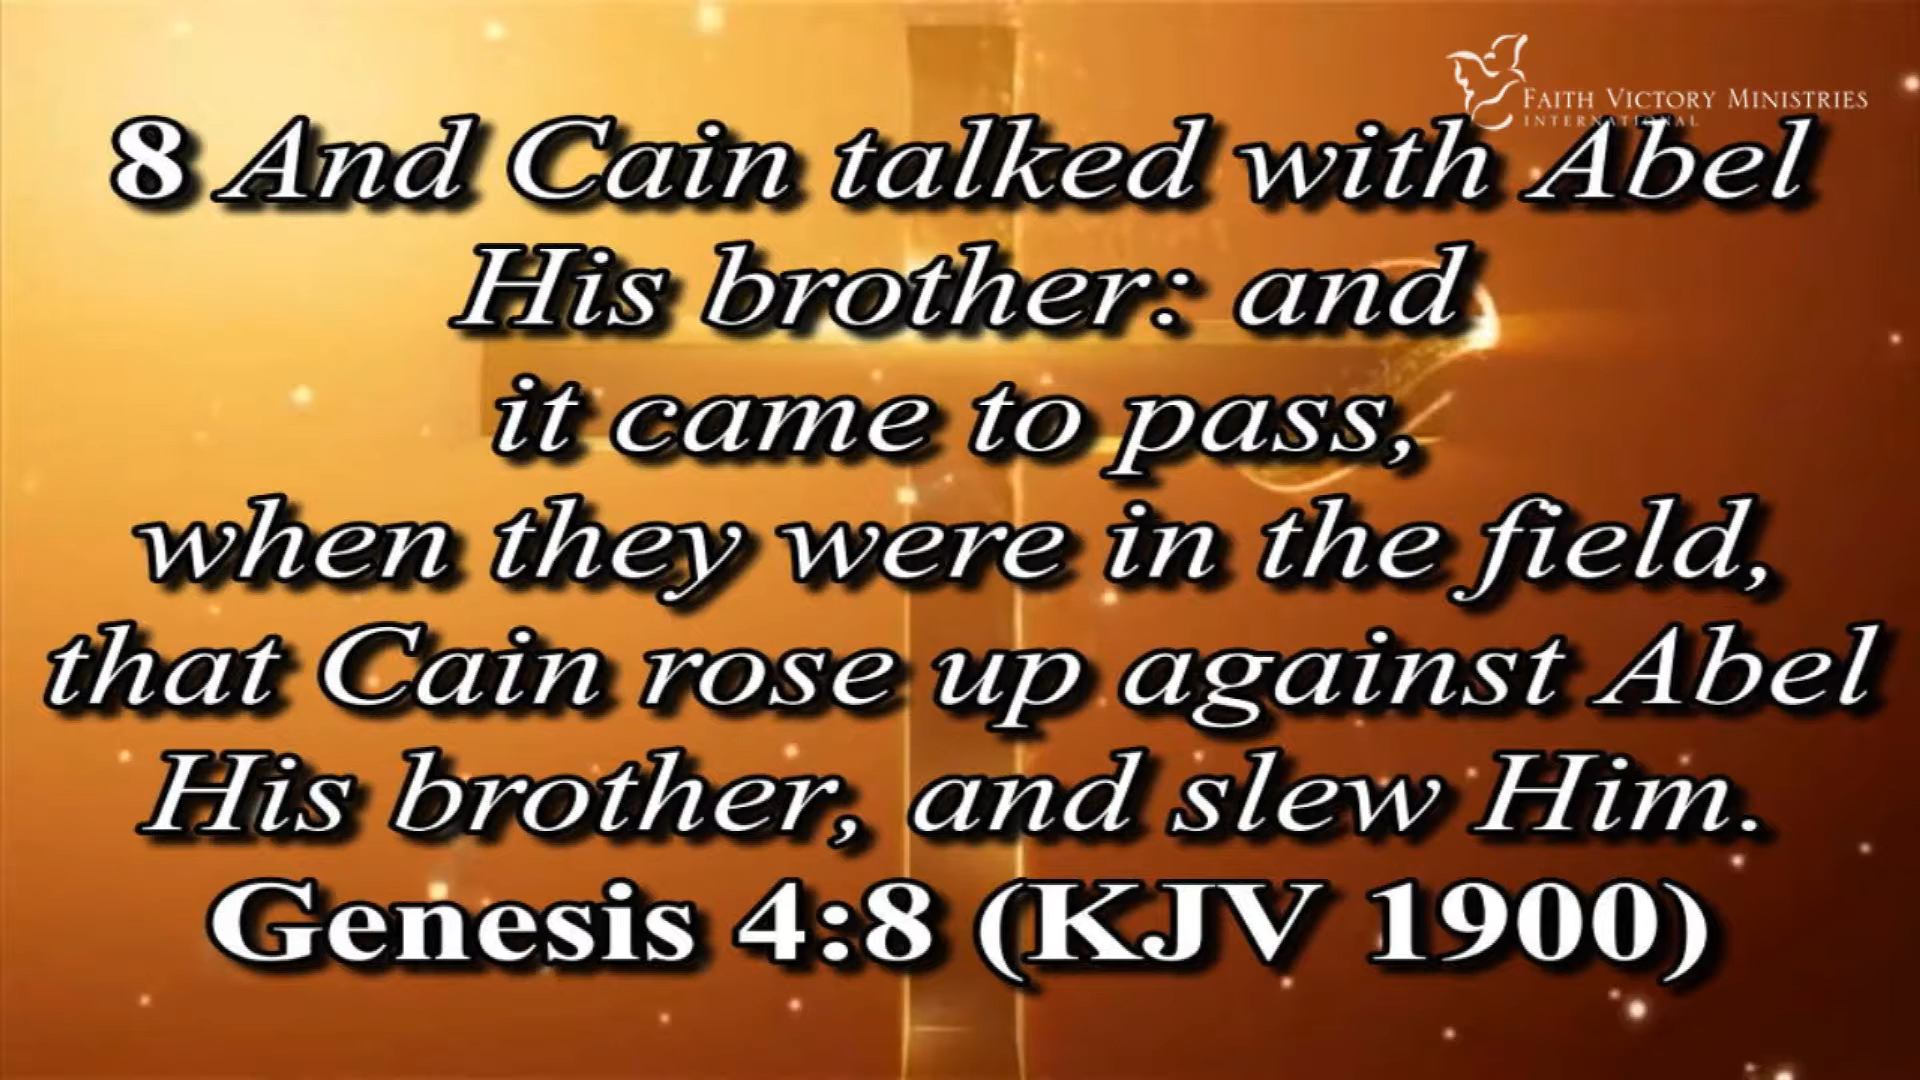 FAITH VICTORY MINISTRIES
INTERNATIONAL
8 And Cain talked with Abel
His brother: and
it came to pass,
when they were in the field,
that Cain rose up against Abel
His brother, and slew Him.
Genesis 4:8 (KJV 1900)